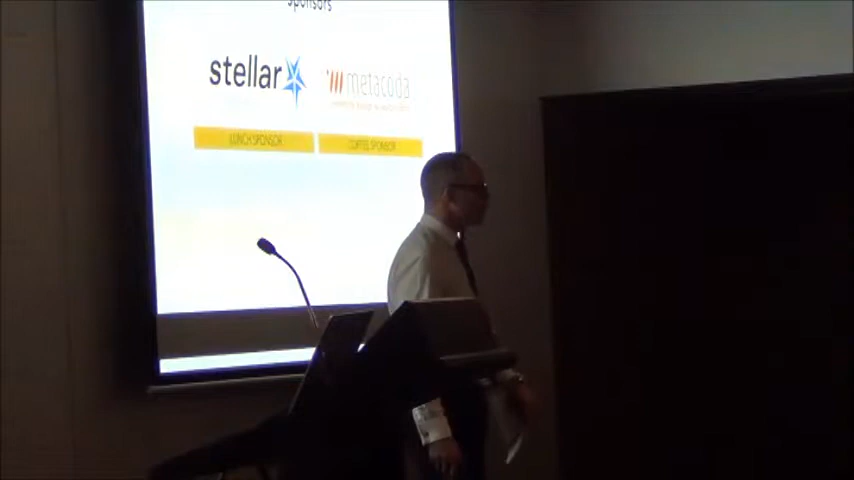 Sponsors
stellar
metacoda
LUNCH SPONSOR
COFFEE SPONSOR